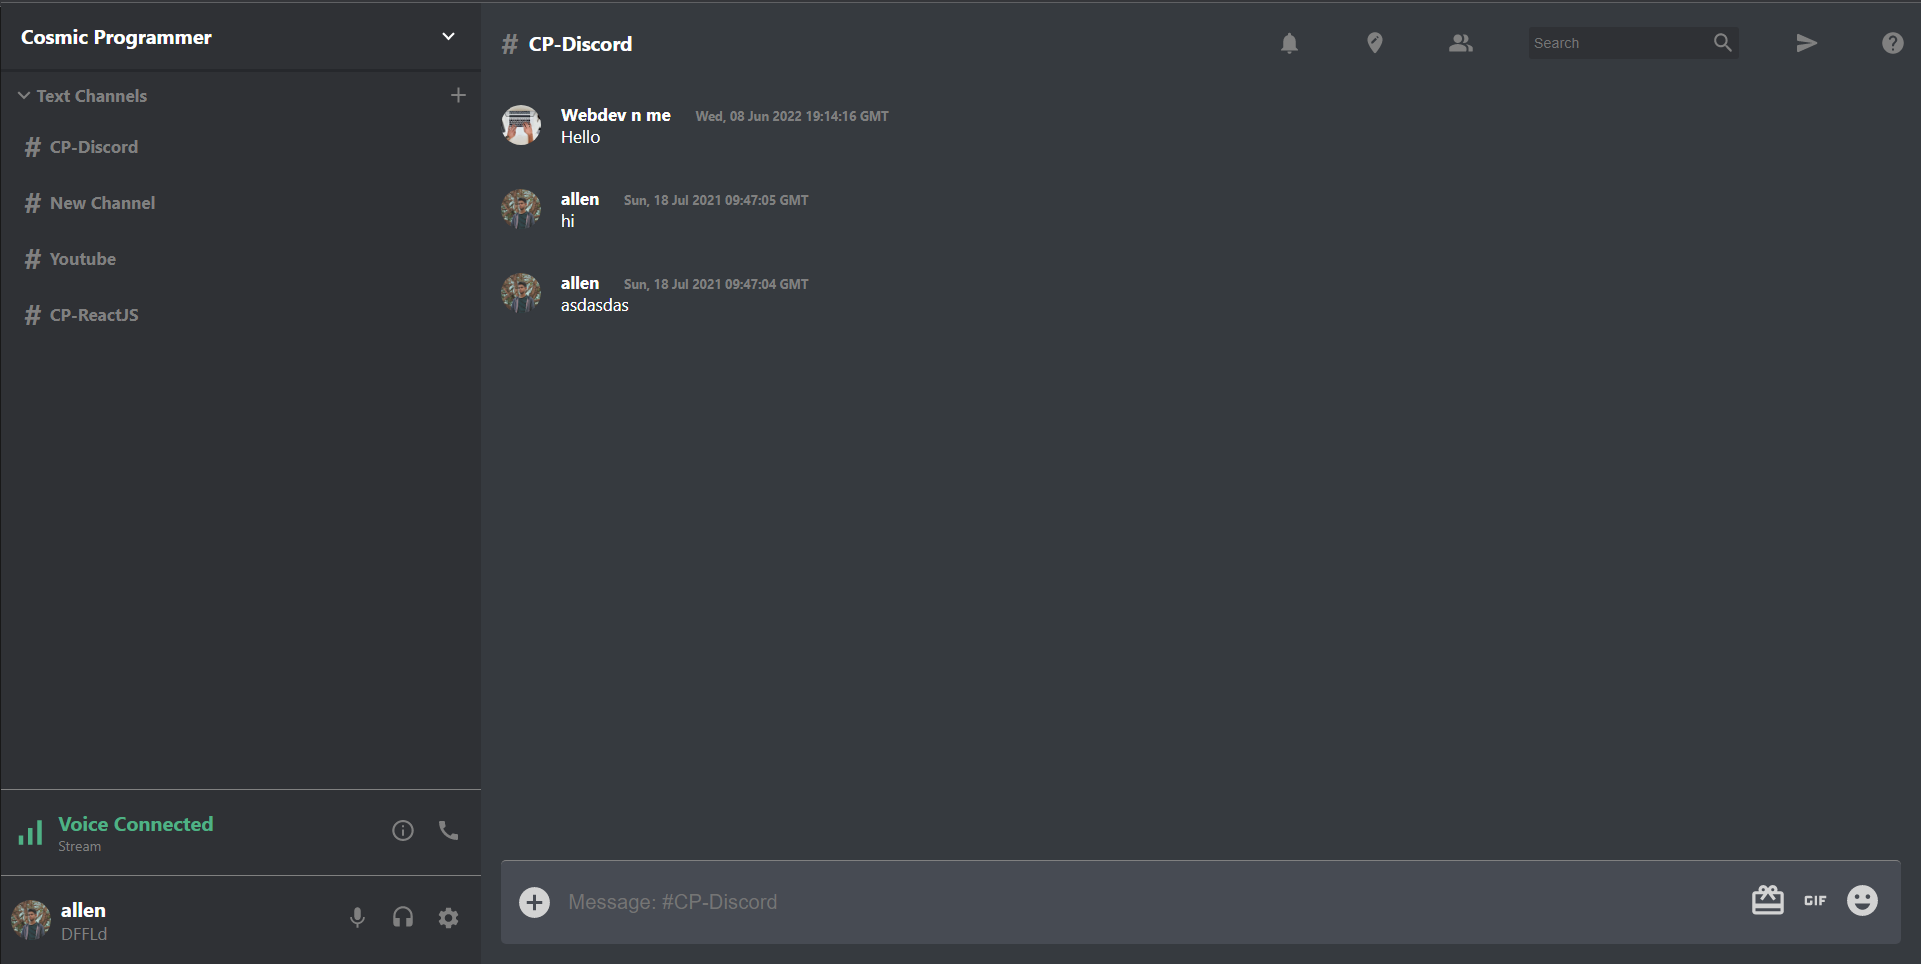 Cosmic Programmer
Text Channels
# CP-Discord
# New Channel
# Youtube
# CP-ReactJS
Voice Connected
Stream
allen
DFFLd
# CP-Discord
Search
Webdev n me Wed, 08 Jun 2022 19:14:16 GMT
Hello
allen Sun, 18 Jul 2021 09:47:05 GMT
hi
allen Sun, 18 Jul 2021 09:47:04 GMT
asdasdas
Message: #CP-Discord
GIF